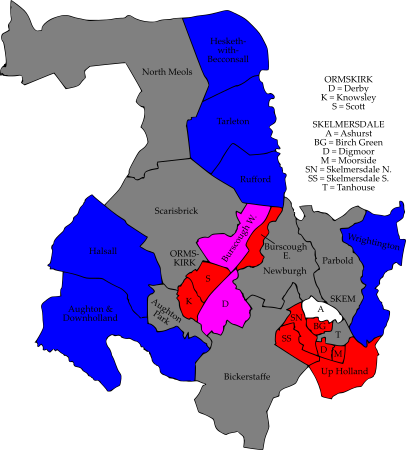 Hesketh-
with-
Becconsall
North Meols
Tarleton
Rufford
Scarisbrick
Burscough W.
Burscough
E.
Newburgh
Wrightington
Parbold
Halsall
ORMS-
KIRK
S
K
D
Aughton &
Downholland
Aughton
Park
SKEM
A
SN
BG
T
SS
D
M
Up Holland
Bickerstaffe
ORMSKIRK
D = Derby
K = Knowsley
S = Scott
SKELMERSDALE
A = Ashurst
BG = Birch Green
D = Digmoor
M = Moorside
SN = Skelmersdale N.
SS = Skelmersdale S.
T = Tanhouse